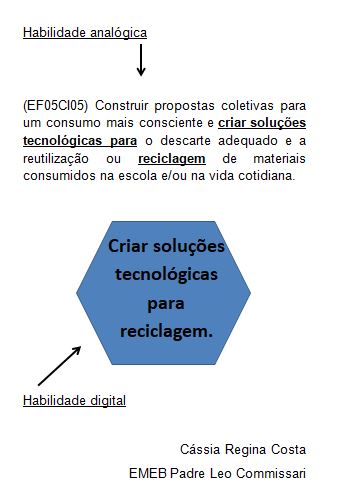 Habilidade analógica
(EF05CI05) Construir propostas coletivas para
um consumo mais consciente e criar soluções
tecnológicas para o descarte adequado e a
reutilização ou reciclagem de materiais
consumidos na escola e/ou na vida cotidiana.
Criar soluções
tecnológicas
para
reciclagem.
Habilidade digital
Cássia Regina Costa
EMEB Padre Leo Commissari